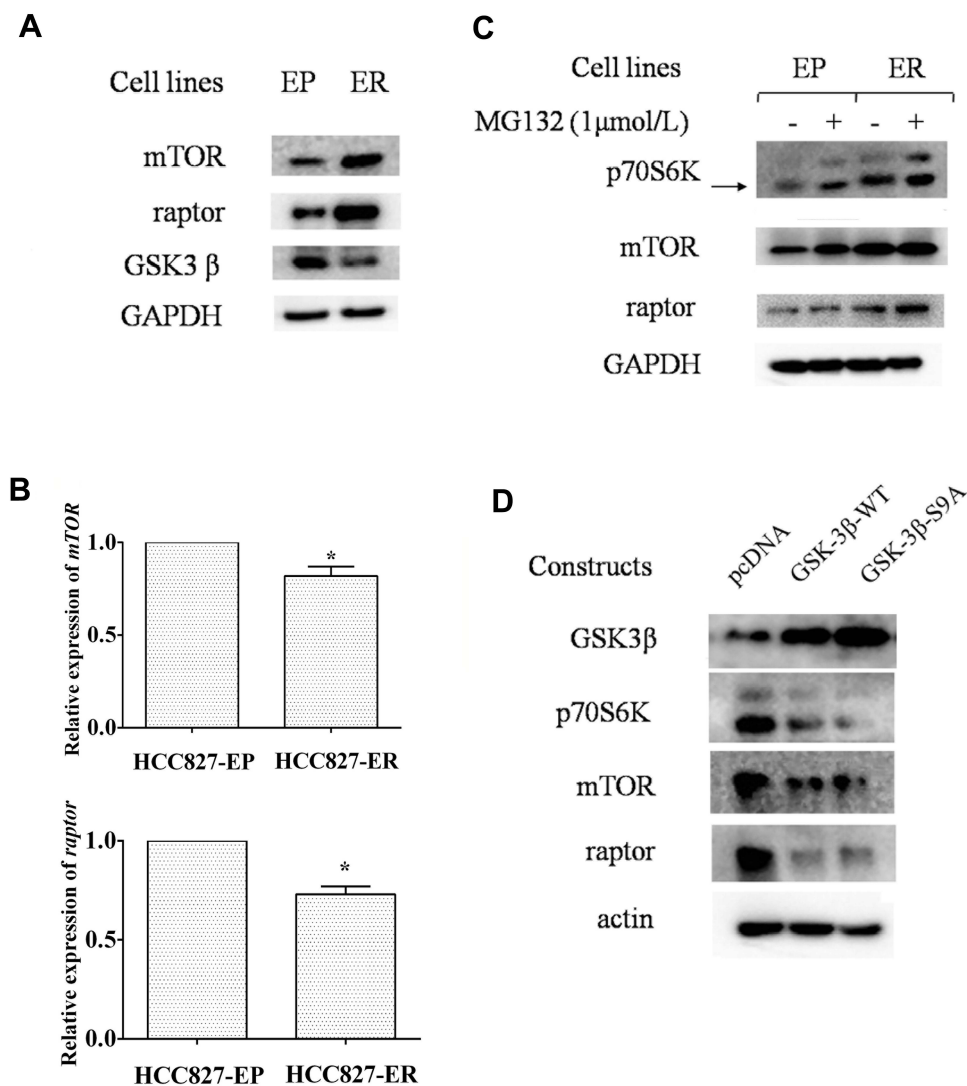 A
Cell lines EP ER
mTOR
raptor
GSK3 β
GAPDH
B
Relative expression of mTOR
1.0
0.5
0.0
*
HCC827-EP HCC827-ER
Relative expression of raptor
1.0
0.5
0.0
*
HCC827-EP HCC827-ER
C
Cell lines EP ER
MG132 (1μmol/L) - + - +
p70S6K
mTOR
raptor
GAPDH
D
Constructs pcDNA GSK-3β-WT GSK-3β-S9A
GSK3β
p70S6K
mTOR
raptor
actin